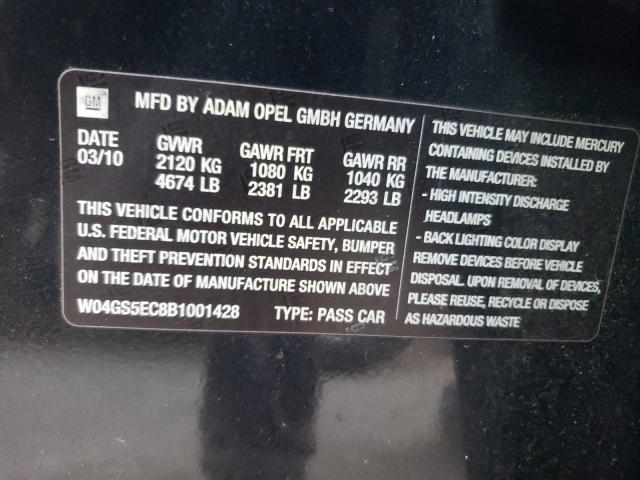 GM
MFD BY ADAM OPEL GMBH GERMANY
DATE GVWR GAWR FRT GAWR RR
03/10 2120 KG 1080 KG 1040 KG
4674 LB 2381 LB 2293 LB
THIS VEHICLE CONFORMS TO ALL APPLICABLE
U.S. FEDERAL MOTOR VEHICLE SAFETY, BUMPER
AND THEFT PREVENTION STANDARDS IN EFFECT
ON THE DATE OF MANUFACTURE SHOWN ABOVE
W04GS5EC8B1001428 TYPE: PASS CAR
THIS VEHICLE MAY INCLUDE MERCURY
CONTAINING DEVICES INSTALLED BY
THE MANUFACTURER:
- HIGH INTENSITY DISCHARGE
HEADLAMPS
- BACK LIGHTING COLOR DISPLAY
REMOVE DEVICES BEFORE VEHICLE
DISPOSAL. UPON REMOVAL OF DEVICES,
PLEASE REUSE, RECYCLE OR DISPOSE
AS HAZARDOUS WASTE